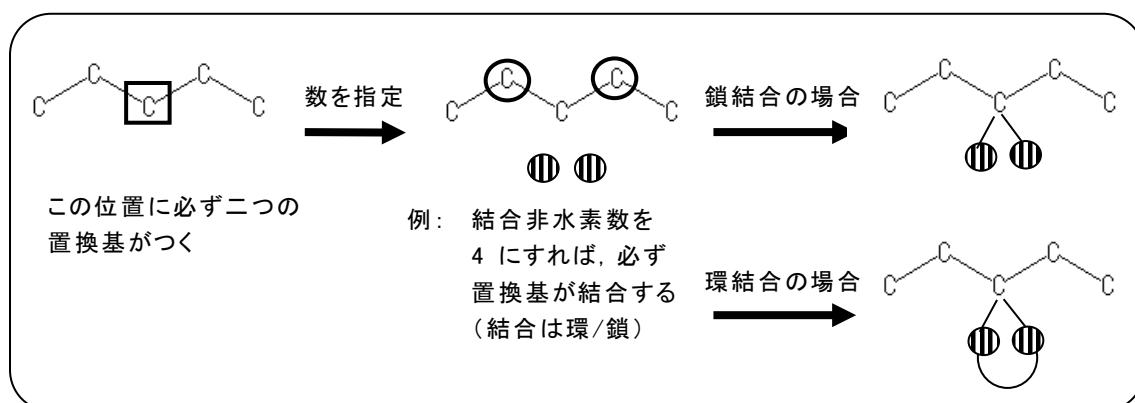 C C C C C
この位置に必ず二つの
置換基がつく
数を指定
C C C C C
例： 結合非水素数を
4 にすれば，必ず
置換基が結合する
（結合は環/鎖）
鎖結合の場合
C C C C C
環結合の場合
C C C C C